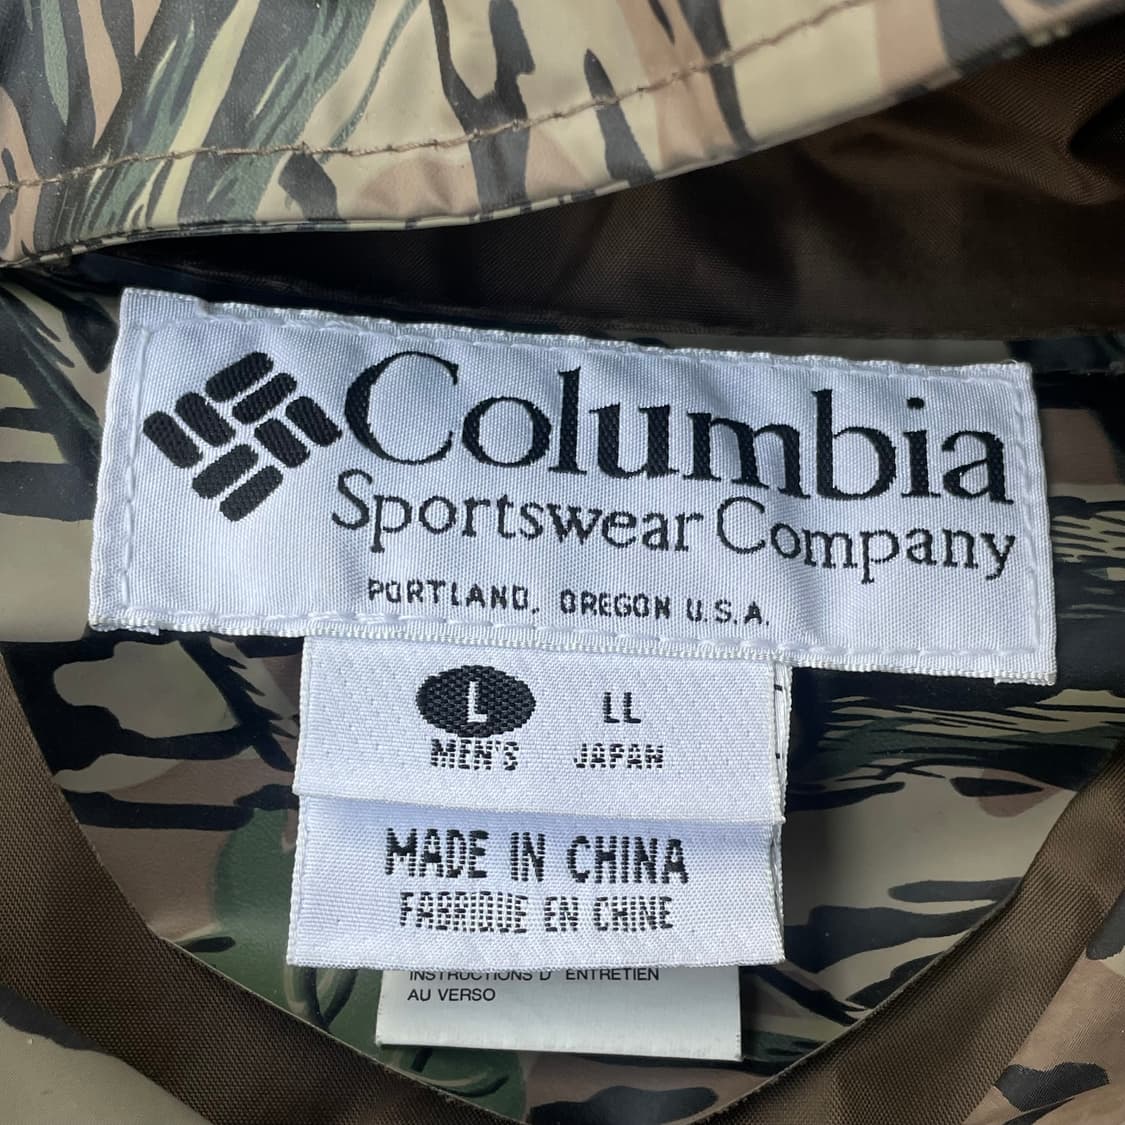 Columbia
Sportswear Company
PORTLAND, OREGON U.S.A.
L LL
MEN'S JAPAN
MADE IN CHINA
FABRIQUE EN CHINE
INSTRUCTIONS D' ENTRETIEN
AU VERSO